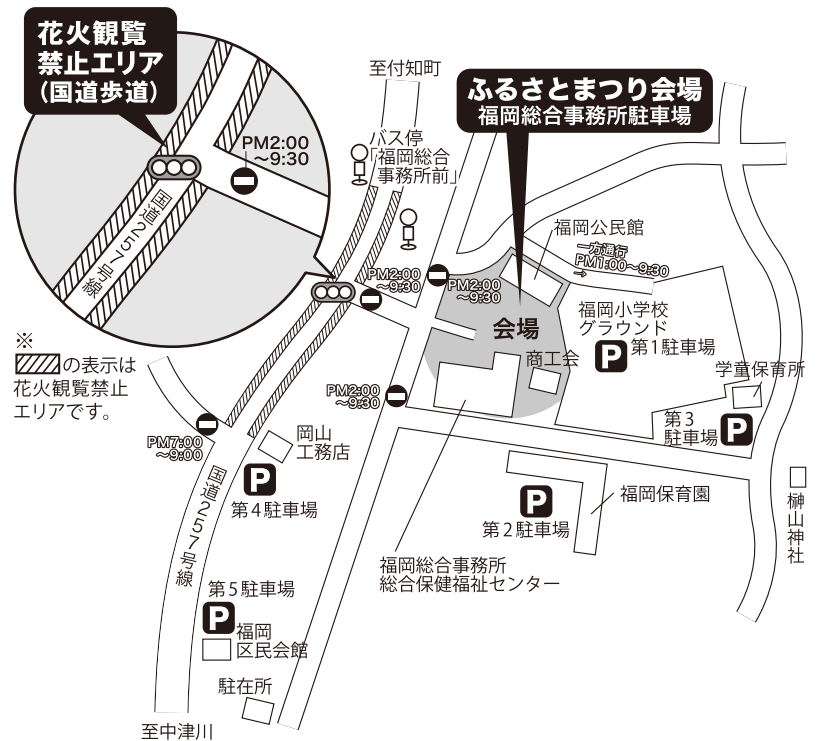 花火観覧
禁止エリア
（国道歩道）
PM2:00
～9:30
国道257号線
至付知町
バス停
「福岡総合
事務所前」
ふるさとまつり会場
福岡総合事務所駐車場
福岡公民館
一方通行
PM1:00～9:30
→
PM2:00
～9:30
PM2:00
～9:30
会場
福岡小学校
グラウンド
P 第1駐車場
商工会
学童保育所
※
の表示は
花火観覧禁止
エリアです。
PM2:00
～9:30
第3
駐車場
P
PM7:00
～9:00
岡山
工務店
P
第4駐車場
国道257号線
P
第2駐車場
福岡保育園
榊山神社
福岡総合事務所
総合保健福祉センター
第5駐車場
P
福岡
区民会館
駐在所
至中津川